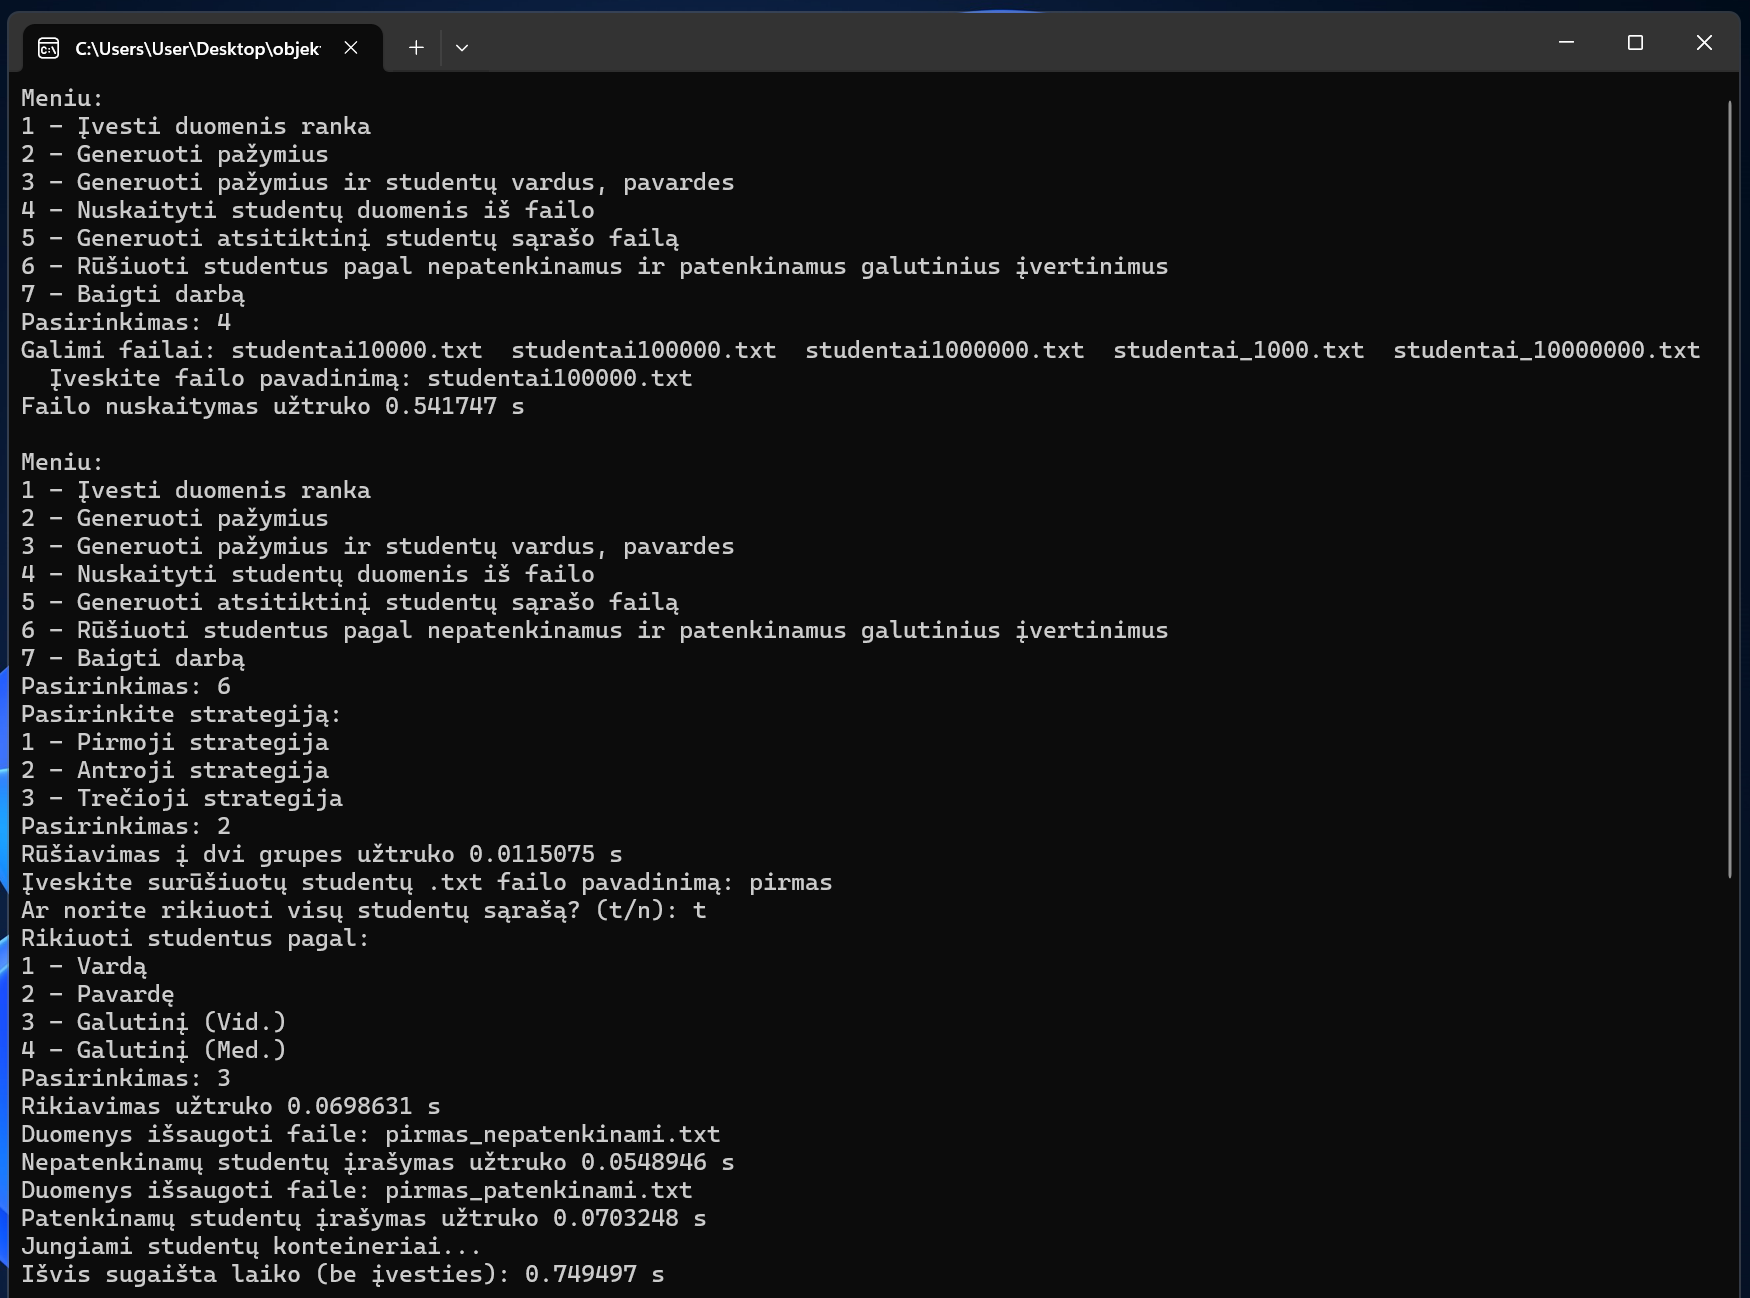 C:\Users\User\Desktop\objek
Meniu:
1 - Įvesti duomenis ranka
2 - Generuoti pažymius
3 - Generuoti pažymius ir studentų vardus, pavardes
4 - Nuskaityti studentų duomenis iš failo
5 - Generuoti atsitiktinį studentų sąrašo failą
6 - Rūšiuoti studentus pagal nepatenkinamus ir patenkinamus galutinius įvertinimus
7 - Baigti darbą
Pasirinkimas: 4
Galimi failai: studentai10000.txt  studentai100000.txt  studentai1000000.txt  studentai_1000.txt  studentai_10000000.txt
  Įveskite failo pavadinimą: studentai100000.txt
Failo nuskaitymas užtruko 0.541747 s

Meniu:
1 - Įvesti duomenis ranka
2 - Generuoti pažymius
3 - Generuoti pažymius ir studentų vardus, pavardes
4 - Nuskaityti studentų duomenis iš failo
5 - Generuoti atsitiktinį studentų sąrašo failą
6 - Rūšiuoti studentus pagal nepatenkinamus ir patenkinamus galutinius įvertinimus
7 - Baigti darbą
Pasirinkimas: 6
Pasirinkite strategiją:
1 - Pirmoji strategija
2 - Antroji strategija
3 - Trečioji strategija
Pasirinkimas: 2
Rūšiavimas į dvi grupes užtruko 0.0115075 s
Įveskite surūšiuotų studentų .txt failo pavadinimą: pirmas
Ar norite rikiuoti visų studentų sąrašą? (t/n): t
Rikiuoti studentus pagal:
1 - Vardą
2 - Pavardę
3 - Galutinį (Vid.)
4 - Galutinį (Med.)
Pasirinkimas: 3
Rikiavimas užtruko 0.0698631 s
Duomenys išsaugoti faile: pirmas_nepatenkinami.txt
Nepatenkinamų studentų įrašymas užtruko 0.0548946 s
Duomenys išsaugoti faile: pirmas_patenkinami.txt
Patenkinamų studentų įrašymas užtruko 0.0703248 s
Jungiami studentų konteineriai...
Išvis sugaišta laiko (be įvesties): 0.749497 s